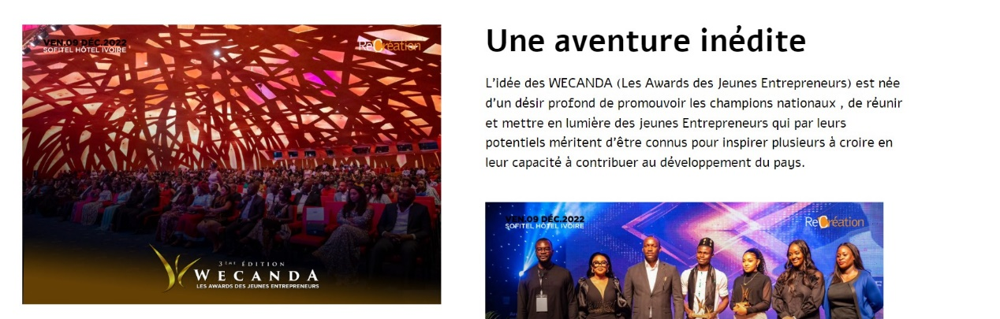 VEN.09 DÉC.2022
SOFITEL HÔTEL IVOIRE
ReCréation
3ÈME ÉDITION
WECANDA
LES AWARDS DES JEUNES ENTREPRENEURS
Une aventure inédite
L'idée des WECANDA (Les Awards des Jeunes Entrepreneurs) est née
d'un désir profond de promouvoir les champions nationaux , de réunir
et mettre en lumière des jeunes Entrepreneurs qui par leurs
potentiels méritent d'être connus pour inspirer plusieurs à croire en
leur capacité à contribuer au développement du pays.
VEN.09 DÉC.2022
SOFITEL HÔTEL IVOIRE
ReCréation